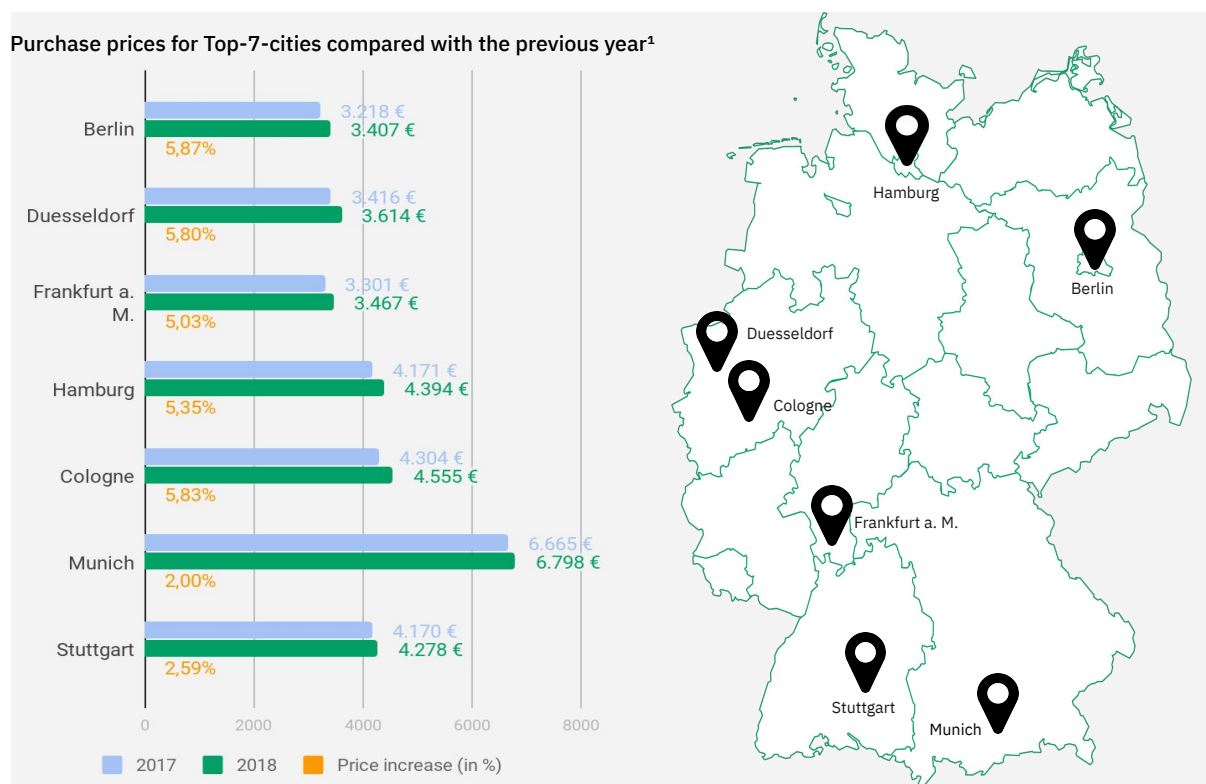 Purchase prices for Top-7-cities compared with the previous year¹
Berlin
3.218 €
3.407 €
5,87%
Duesseldorf
3.416 €
3.614 €
5,80%
Frankfurt a.
M.
3.301 €
3.467 €
5,03%
Hamburg
4.171 €
4.394 €
5,35%
Cologne
4.304 €
4.555 €
5,83%
Munich
6.665 €
6.798 €
2,00%
Stuttgart
4.170 €
4.278 €
2,59%
0 2000 4000 6000 8000
2017 2018 Price increase (in %)
Hamburg
Berlin
Duesseldorf
Cologne
Frankfurt a. M.
Stuttgart
Munich